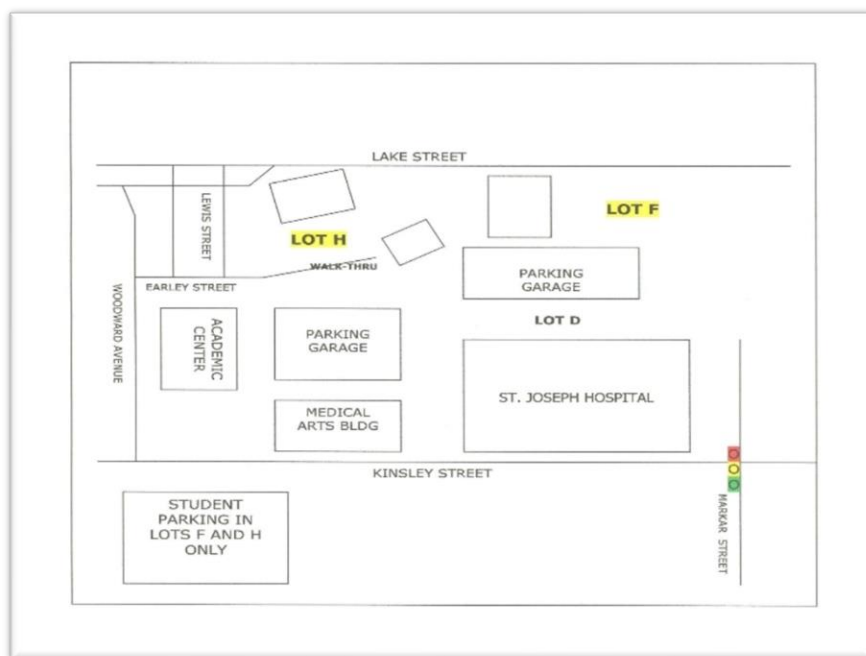 LAKE STREET
LEWIS STREET
LOT F
LOT H
WALK-THRU
PARKING
GARAGE
EARLEY STREET
WOODWARD AVENUE
ACADEMIC
CENTER
PARKING
GARAGE
LOT D
ST. JOSEPH HOSPITAL
MEDICAL
ARTS BLDG
KINSLEY STREET
MARKAR STREET
STUDENT
PARKING IN
LOTS F AND H
ONLY